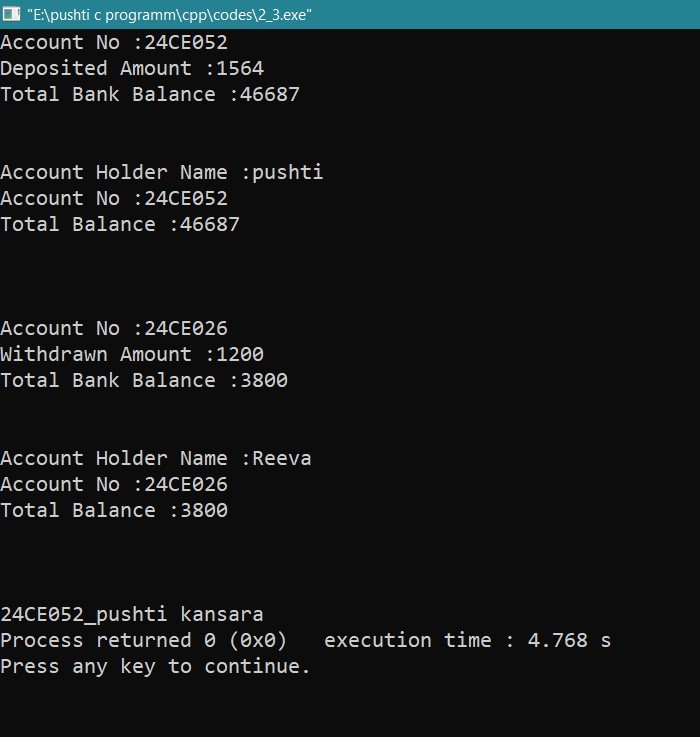 "E:\pushti c programm\cpp\codes\2_3.exe"
Account No :24CE052
Deposited Amount :1564
Total Bank Balance :46687
Account Holder Name :pushti
Account No :24CE052
Total Balance :46687
Account No :24CE026
Withdrawn Amount :1200
Total Bank Balance :3800
Account Holder Name :Reeva
Account No :24CE026
Total Balance :3800
24CE052_pushti kansara
Process returned 0 (0x0)   execution time : 4.768 s
Press any key to continue.